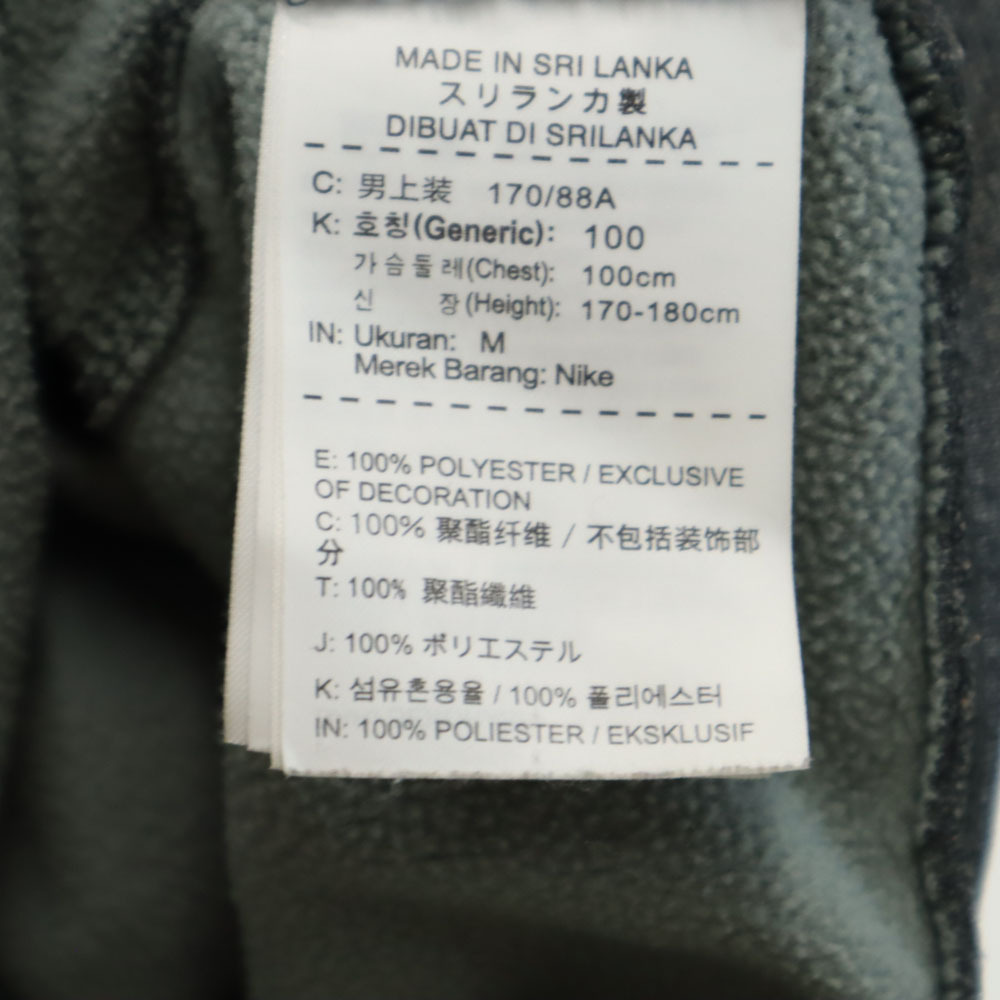 MADE IN SRI LANKA
スリランカ製
DIBUAT DI SRILANKA
C: 男上装 170/88A
K: 호칭(Generic): 100
가슴둘레(Chest): 100cm
신 장(Height): 170-180cm
IN: Ukuran: M
Merek Barang: Nike
E: 100% POLYESTER / EXCLUSIVE
OF DECORATION
C: 100% 聚酯纤维 / 不包括装饰部
分
T: 100% 聚酯纖維
J: 100% ポリエステル
K: 섬유혼용율 / 100% 폴리에스터
IN: 100% POLIESTER / EKSKLUSIF